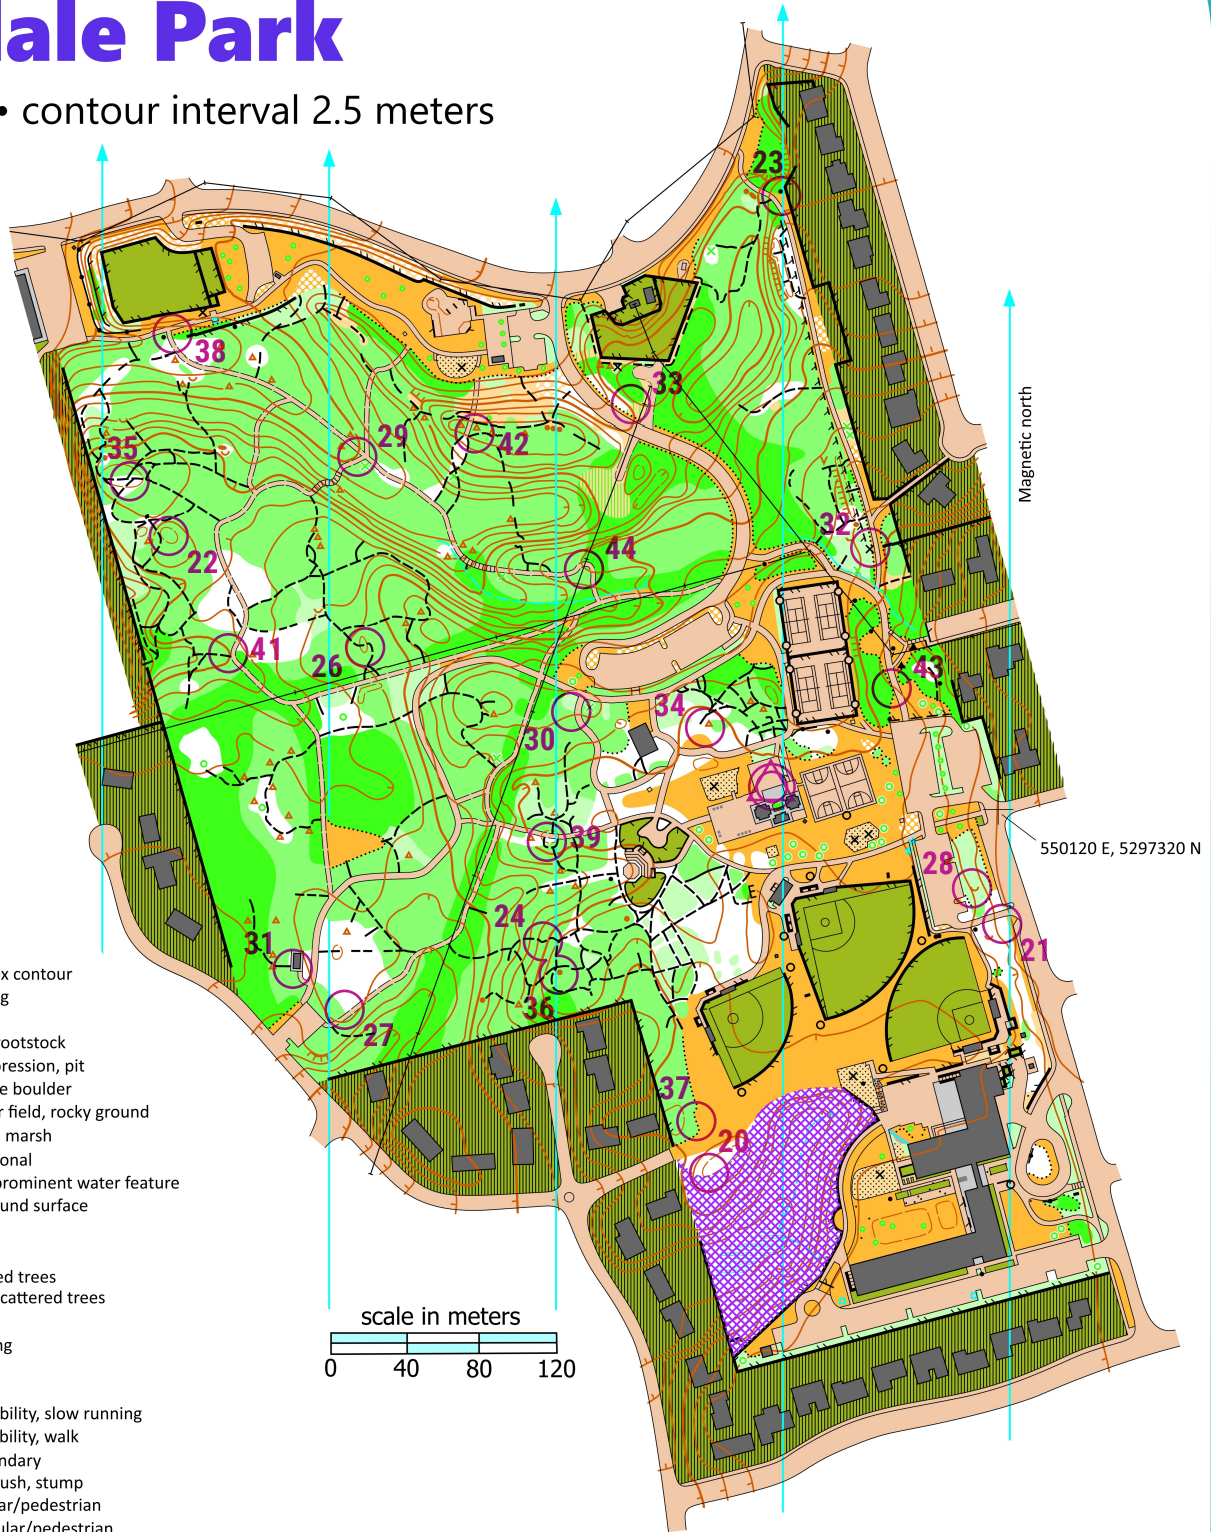 Park
• contour interval 2.5 meters
23
38
33
29
42
35
Magnetic north
32
22
44
41
26
43
34
30
39
550120 E, 5297320 N
28
24
31
21
x contour
36
27
ootstock
ression, pit
e boulder
r field, rocky ground
marsh
37
onal
20
prominent water feature
und surface
ed trees
cattered trees
scale in meters
ng
0 40 80 120
bility, slow running
bility, walk
ndary
ush, stump
ar/pedestrian
ular/pedestrian